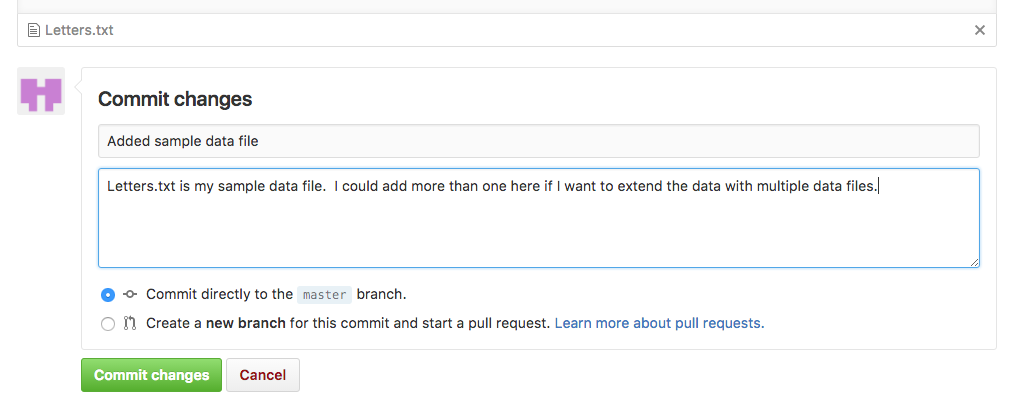 Letters.txt
Commit changes
Added sample data file
Letters.txt is my sample data file.  I could add more than one here if I want to extend the data with multiple data files.
Commit directly to the master branch.
Create a new branch for this commit and start a pull request. Learn more about pull requests.
Commit changes Cancel